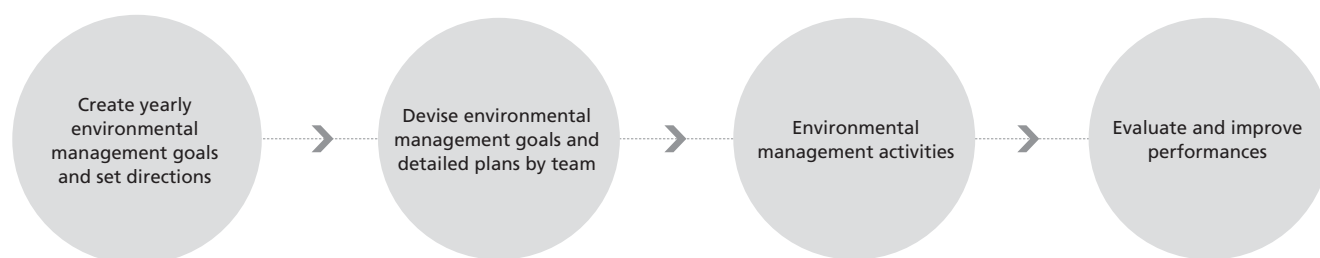 Create yearly
environmental
management goals
and set directions
Devise environmental
management goals and
detailed plans by team
Environmental
management activities
Evaluate and improve
performances